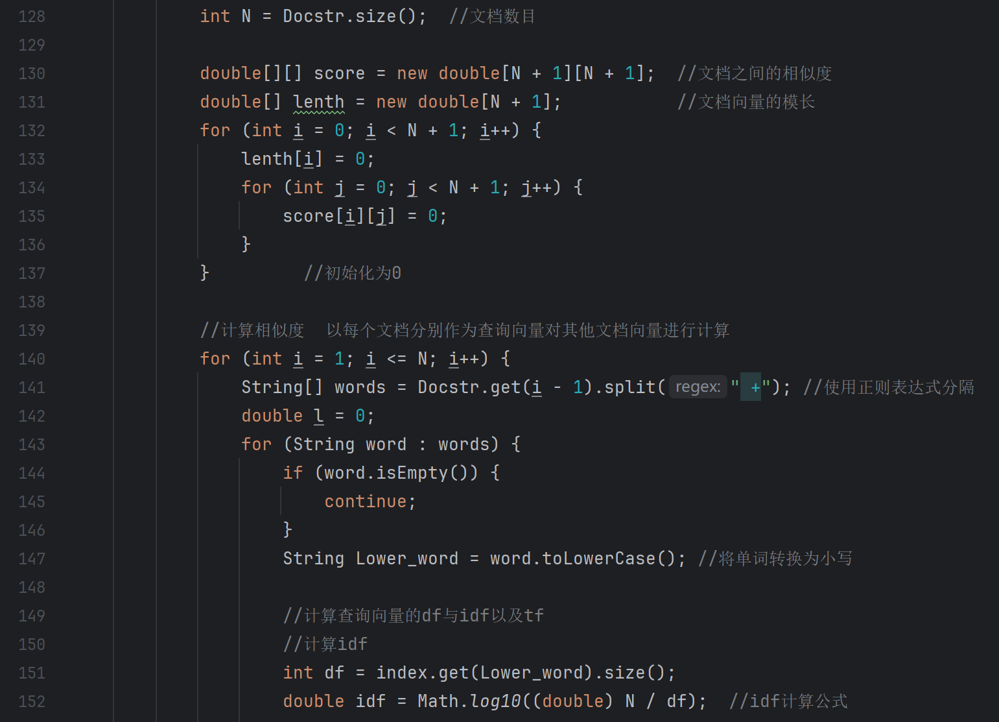 128 int N = Docstr.size(); //文档数目
129
130 double[][] score = new double[N + 1][N + 1]; //文档之间的相似度
131 double[] lenth = new double[N + 1]; //文档向量的模长
132 for (int i = 0; i < N + 1; i++) {
133 lenth[i] = 0;
134 for (int j = 0; j < N + 1; j++) {
135 score[i][j] = 0;
136 }
137 } //初始化为0
138
139 //计算相似度 以每个文档分别作为查询向量对其他文档向量进行计算
140 for (int i = 1; i <= N; i++) {
141 String[] words = Docstr.get(i - 1).split( regex: " +"); //使用正则表达式分隔
142 double l = 0;
143 for (String word : words) {
144 if (word.isEmpty()) {
145 continue;
146 }
147 String Lower_word = word.toLowerCase(); //将单词转换为小写
148
149 //计算查询向量的df与idf以及tf
150 //计算idf
151 int df = index.get(Lower_word).size();
152 double idf = Math.log10((double) N / df); //idf计算公式